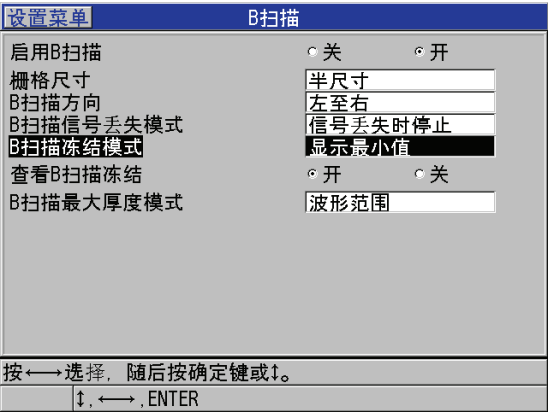 设置菜单 B扫描
启用B扫描 关 开
栅格尺寸 半尺寸
B扫描方向 左至右
B扫描信号丢失模式 信号丢失时停止
B扫描冻结模式 显示最小值
查看B扫描冻结 开 关
B扫描最大厚度模式 波形范围
按←→选择, 随后按确定键或↕。
↕, ←→, ENTER